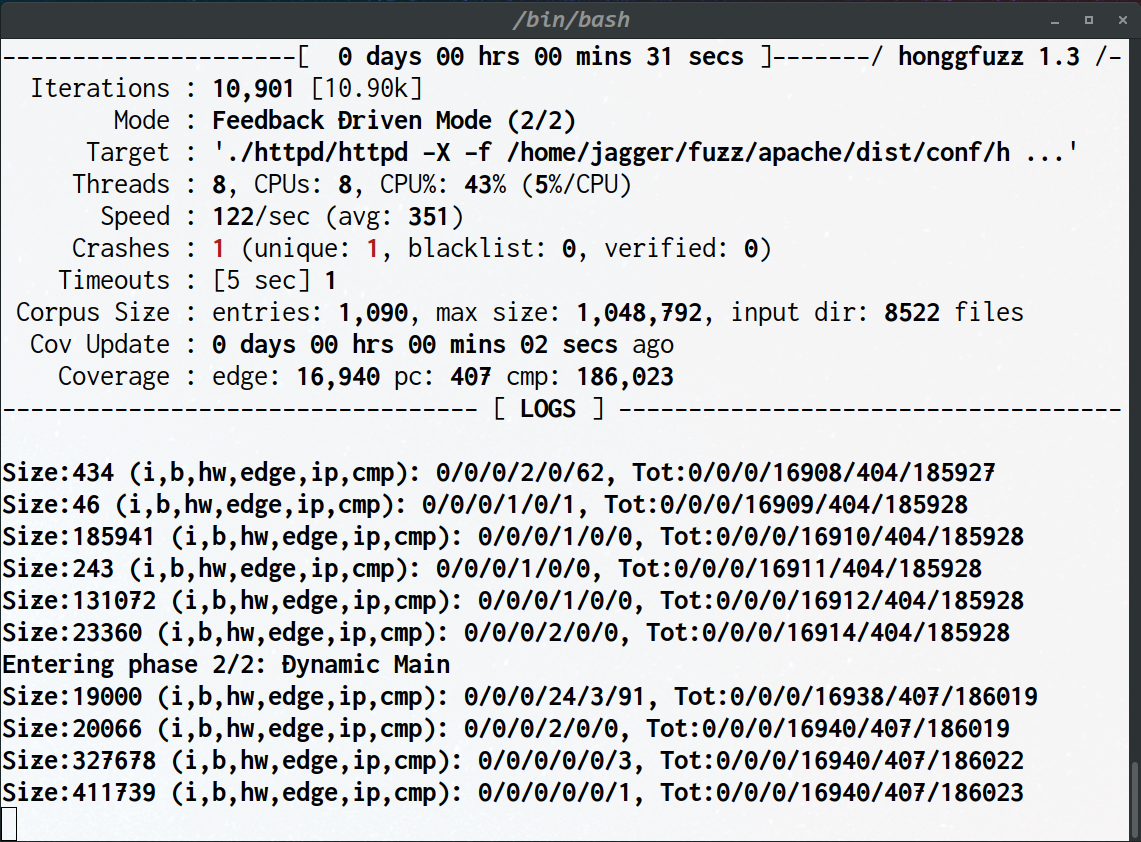 /bin/bash
---------------------[  0 days 00 hrs 00 mins 31 secs ]-------/ honggfuzz 1.3 /-
  Iterations : 10,901 [10.90k]
        Mode : Feedback Driven Mode (2/2)
      Target : './httpd/httpd -X -f /home/jagger/fuzz/apache/dist/conf/h ...'
     Threads : 8, CPUs: 8, CPU%: 43% (5%/CPU)
       Speed : 122/sec (avg: 351)
     Crashes : 1 (unique: 1, blacklist: 0, verified: 0)
    Timeouts : [5 sec] 1
 Corpus Size : entries: 1,090, max size: 1,048,792, input dir: 8522 files
  Cov Update : 0 days 00 hrs 00 mins 02 secs ago
    Coverage : edge: 16,940 pc: 407 cmp: 186,023
---------------------------------- [ LOGS ] ------------------------------------
Size:434 (i,b,hw,edge,ip,cmp): 0/0/0/2/0/62, Tot:0/0/0/16908/404/185927
Size:46 (i,b,hw,edge,ip,cmp): 0/0/0/1/0/1, Tot:0/0/0/16909/404/185928
Size:185941 (i,b,hw,edge,ip,cmp): 0/0/0/1/0/0, Tot:0/0/0/16910/404/185928
Size:243 (i,b,hw,edge,ip,cmp): 0/0/0/1/0/0, Tot:0/0/0/16911/404/185928
Size:131072 (i,b,hw,edge,ip,cmp): 0/0/0/1/0/0, Tot:0/0/0/16912/404/185928
Size:23360 (i,b,hw,edge,ip,cmp): 0/0/0/2/0/0, Tot:0/0/0/16914/404/185928
Entering phase 2/2: Dynamic Main
Size:19000 (i,b,hw,edge,ip,cmp): 0/0/0/24/3/91, Tot:0/0/0/16938/407/186019
Size:20066 (i,b,hw,edge,ip,cmp): 0/0/0/2/0/0, Tot:0/0/0/16940/407/186019
Size:327678 (i,b,hw,edge,ip,cmp): 0/0/0/0/0/3, Tot:0/0/0/16940/407/186022
Size:411739 (i,b,hw,edge,ip,cmp): 0/0/0/0/0/1, Tot:0/0/0/16940/407/186023